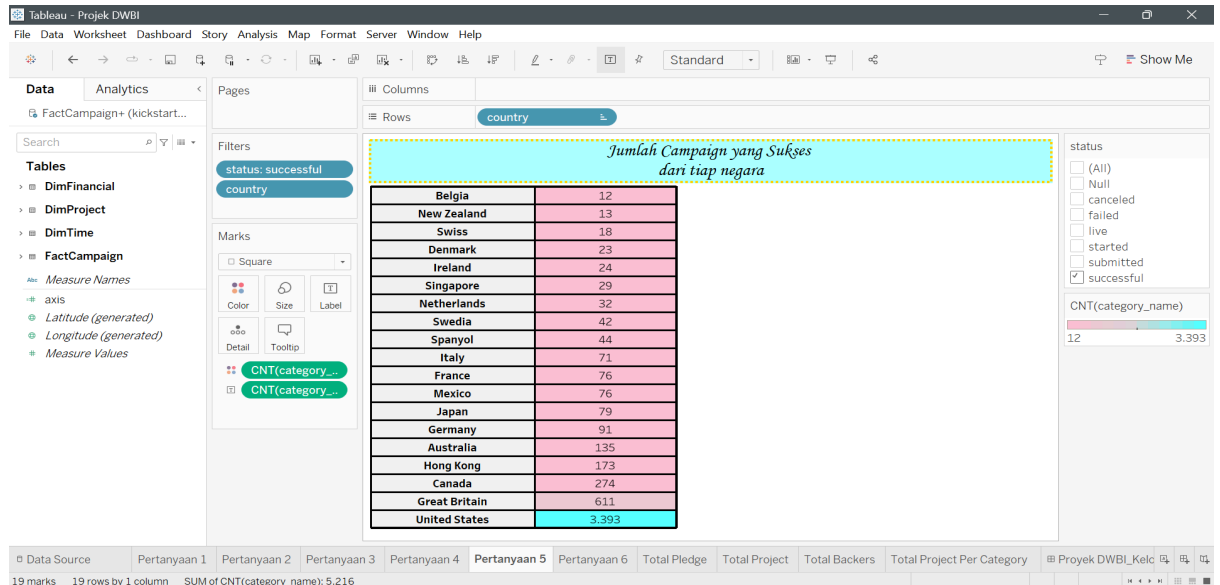 Tableau - Projek DWBI
File Data Worksheet Dashboard Story Analysis Map Format Server Window Help
Standard
Show Me
Data Analytics
FactCampaign+ (kickstart...
Search
Tables
DimFinancial
DimProject
DimTime
FactCampaign
Abc Measure Names
axis
Latitude (generated)
Longitude (generated)
Measure Values
Pages
Filters
status: successful
country
Marks
Square
Color Size Label
Detail Tooltip
CNT(category_..
CNT(category_..
Columns
Rows country
Jumlah Campaign yang Sukses
dari tiap negara
Belgia 12
New Zealand 13
Swiss 18
Denmark 23
Ireland 24
Singapore 29
Netherlands 32
Swedia 42
Spanyol 44
Italy 71
France 76
Mexico 76
Japan 79
Germany 91
Australia 135
Hong Kong 173
Canada 274
Great Britain 611
United States 3.393
status
(All)
Null
canceled
failed
live
started
submitted
successful
CNT(category_name)
12 3.393
Data Source Pertanyaan 1 Pertanyaan 2 Pertanyaan 3 Pertanyaan 4 Pertanyaan 5 Pertanyaan 6 Total Pledge Total Project Total Backers Total Project Per Category Proyek DWBI_Kelc
19 marks 19 rows by 1 column SUM of CNT(category_name): 5.216